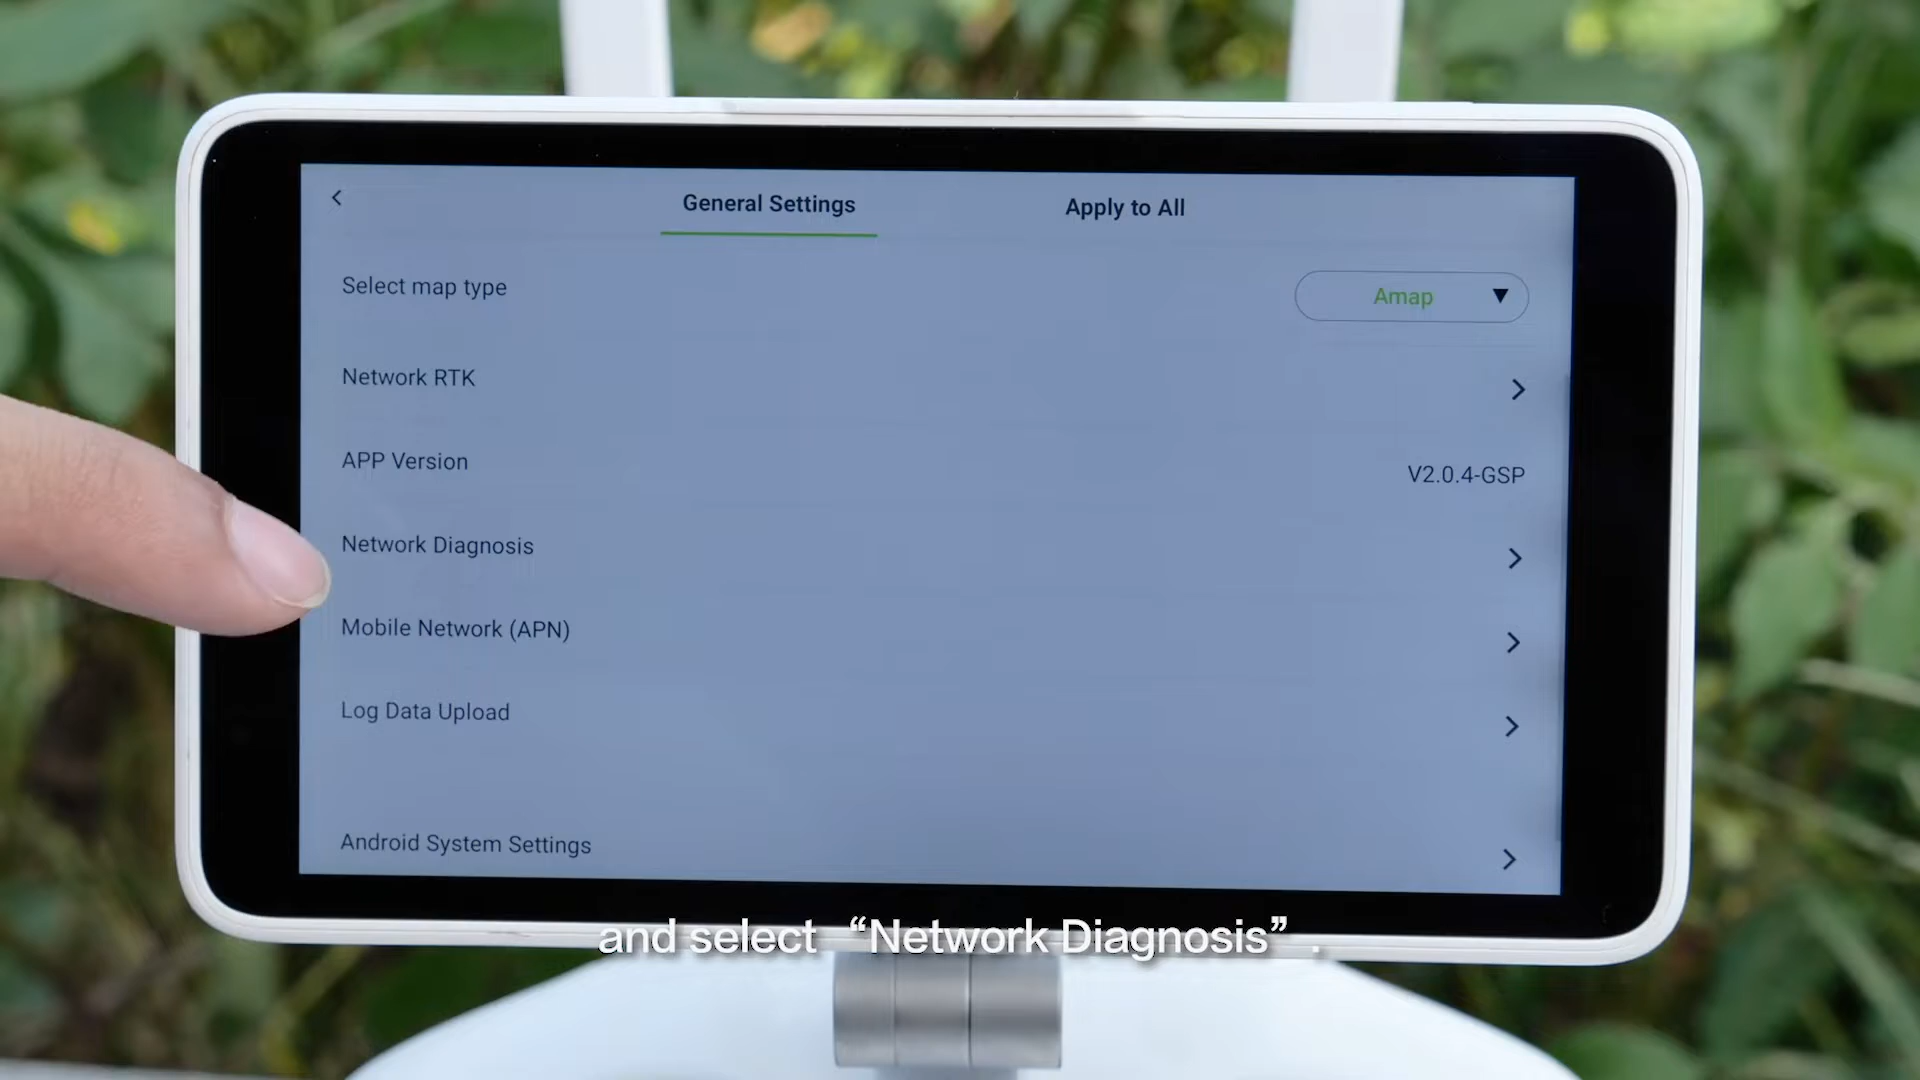 General Settings
Apply to All
Select map type
Amap
Network RTK
APP Version
V2.0.4-GSP
Network Diagnosis
Mobile Network (APN)
Log Data Upload
Android System Settings
and select “Network Diagnosis” .